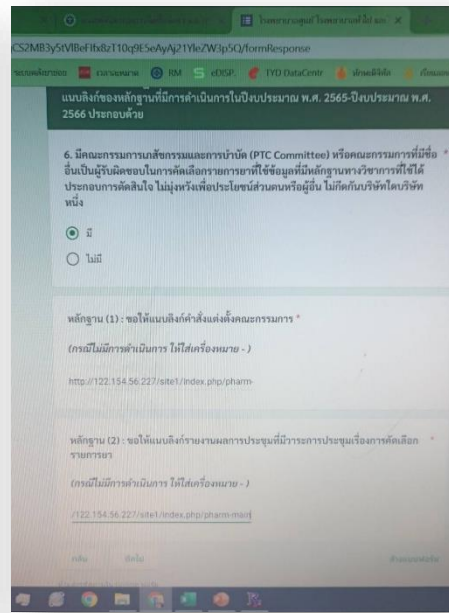 โรงพยาบาลศูนย์ โรงพยาบาลทั่วไป และ
CS2MB3y5tVlBeFlfx8zT10q9E5eAyAj21YleZW3p5Q/formResponse
RM
eDISP.
TYD DataCentr
แนบลิงก์ของหลักฐานที่มีการดำเนินการในปีงบประมาณ พ.ศ. 2565-ปีงบประมาณ พ.ศ.
2566 ประกอบด้วย
6. มีคณะกรรมการเภสัชกรรมและการบำบัด (PTC Committee) หรือคณะกรรมการที่มีชื่อ *
อื่นเป็นผู้รับผิดชอบในการคัดเลือกรายการยาที่ใช้ข้อมูลที่มีหลักฐานทางวิชาการที่ใช้ได้
ประกอบการตัดสินใจ ไม่มุ่งหวังเพื่อประโยชน์ส่วนตนหรือผู้อื่น ไม่กีดกันบริษัทใดบริษัท
หนึ่ง
มี
ไม่มี
หลักฐาน (1) : ขอให้แนบลิงก์คำสั่งแต่งตั้งคณะกรรมการ *
(กรณีไม่มีการดำเนินการ ให้ใส่เครื่องหมาย - )
http://122.154.56.227/site1/index.php/pharm-
หลักฐาน (2) : ขอให้แนบลิงก์รายงานผลการประชุมที่มีวาระการประชุมเรื่องการคัดเลือก *
รายการยา
(กรณีไม่มีการดำเนินการ ให้ใส่เครื่องหมาย - )
/122.154.56.227/site1/index.php/pharm-main
กลับ ถัดไป ล้างแบบฟอร์ม